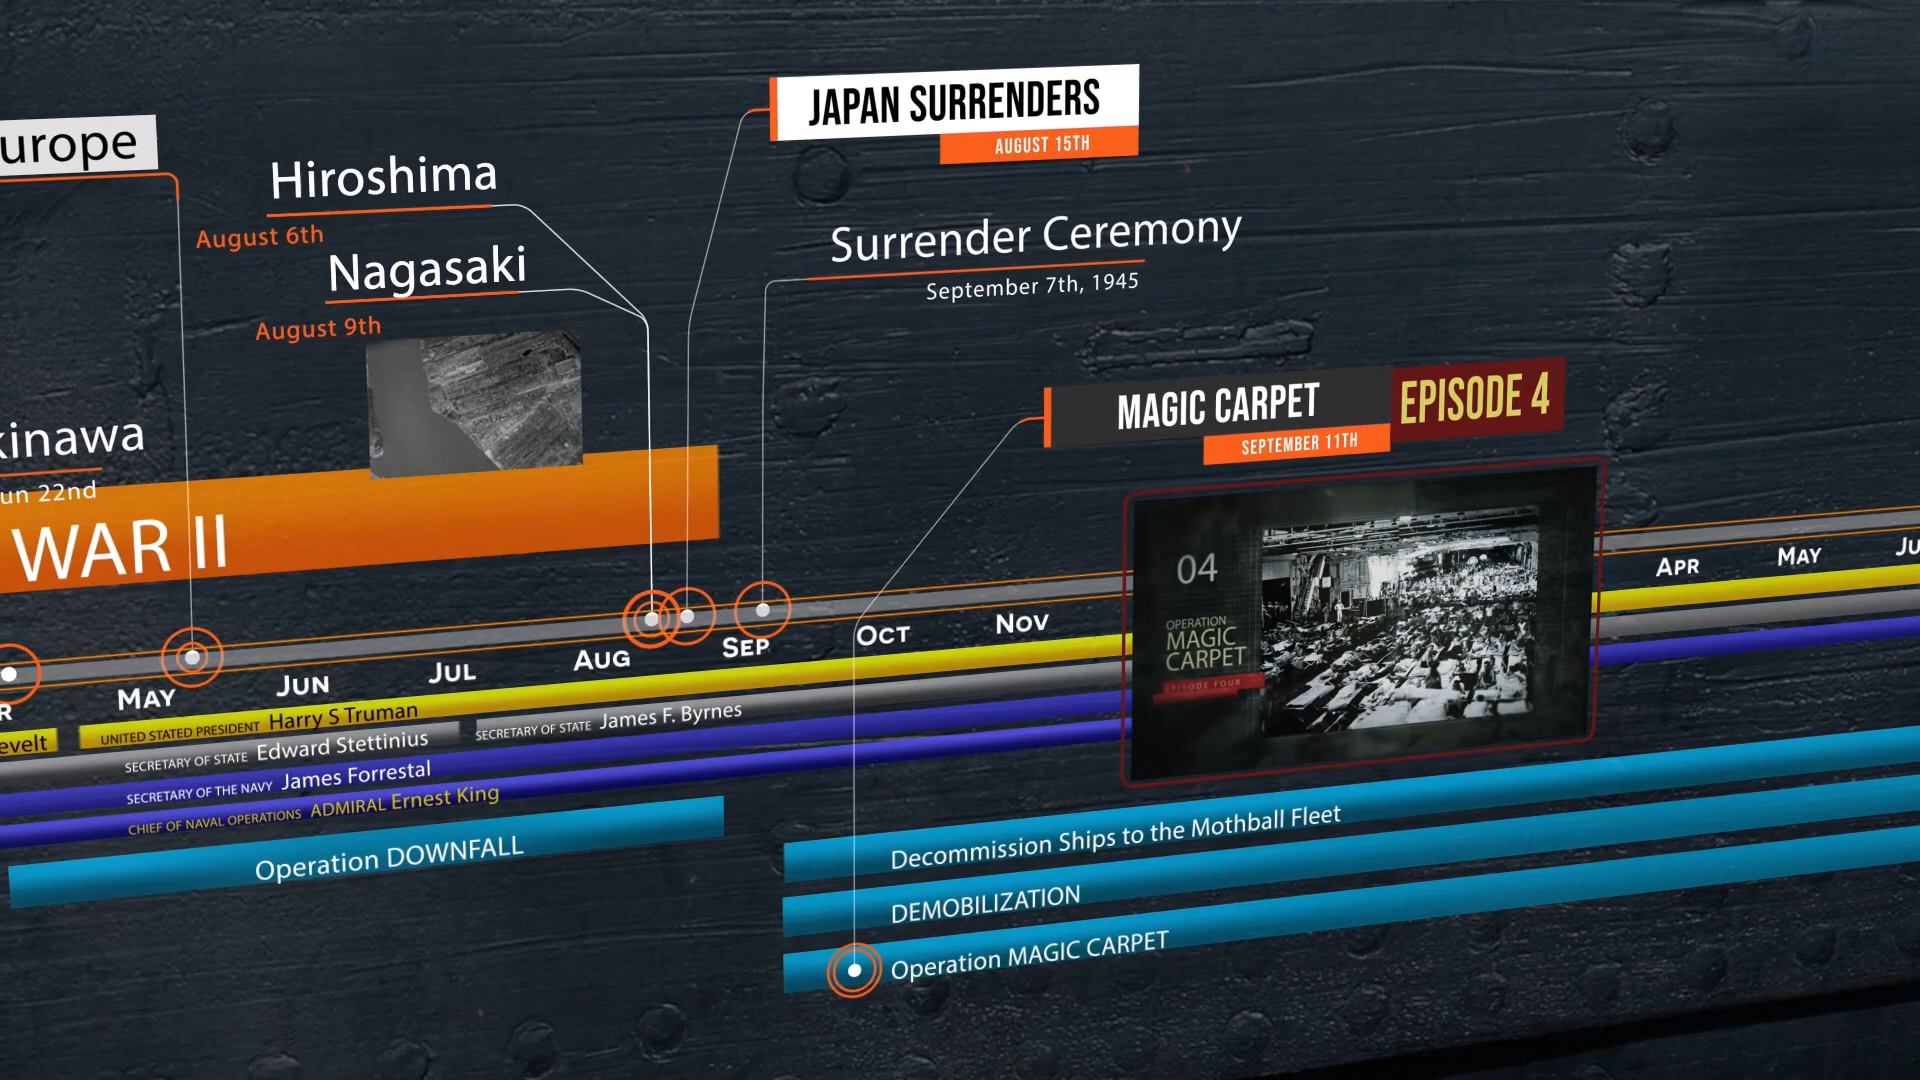 urope
Hiroshima
August 6th
Nagasaki
August 9th
JAPAN SURRENDERS
AUGUST 15TH
Surrender Ceremony
September 7th, 1945
MAGIC CARPET
SEPTEMBER 11TH
EPISODE 4
kinawa
un 22nd
WAR II
04
OPERATION
MAGIC
CARPET
EPISODE FOUR
R
MAY
JUN
JUL
AUG
SEP
OCT
NOV
APR
MAY
JU
evelt
UNITED STATED PRESIDENT Harry S Truman
SECRETARY OF STATE Edward Stettinius
SECRETARY OF STATE James F. Byrnes
SECRETARY OF THE NAVY James Forrestal
CHIEF OF NAVAL OPERATIONS ADMIRAL Ernest King
Operation DOWNFALL
Decommission Ships to the Mothball Fleet
DEMOBILIZATION
Operation MAGIC CARPET